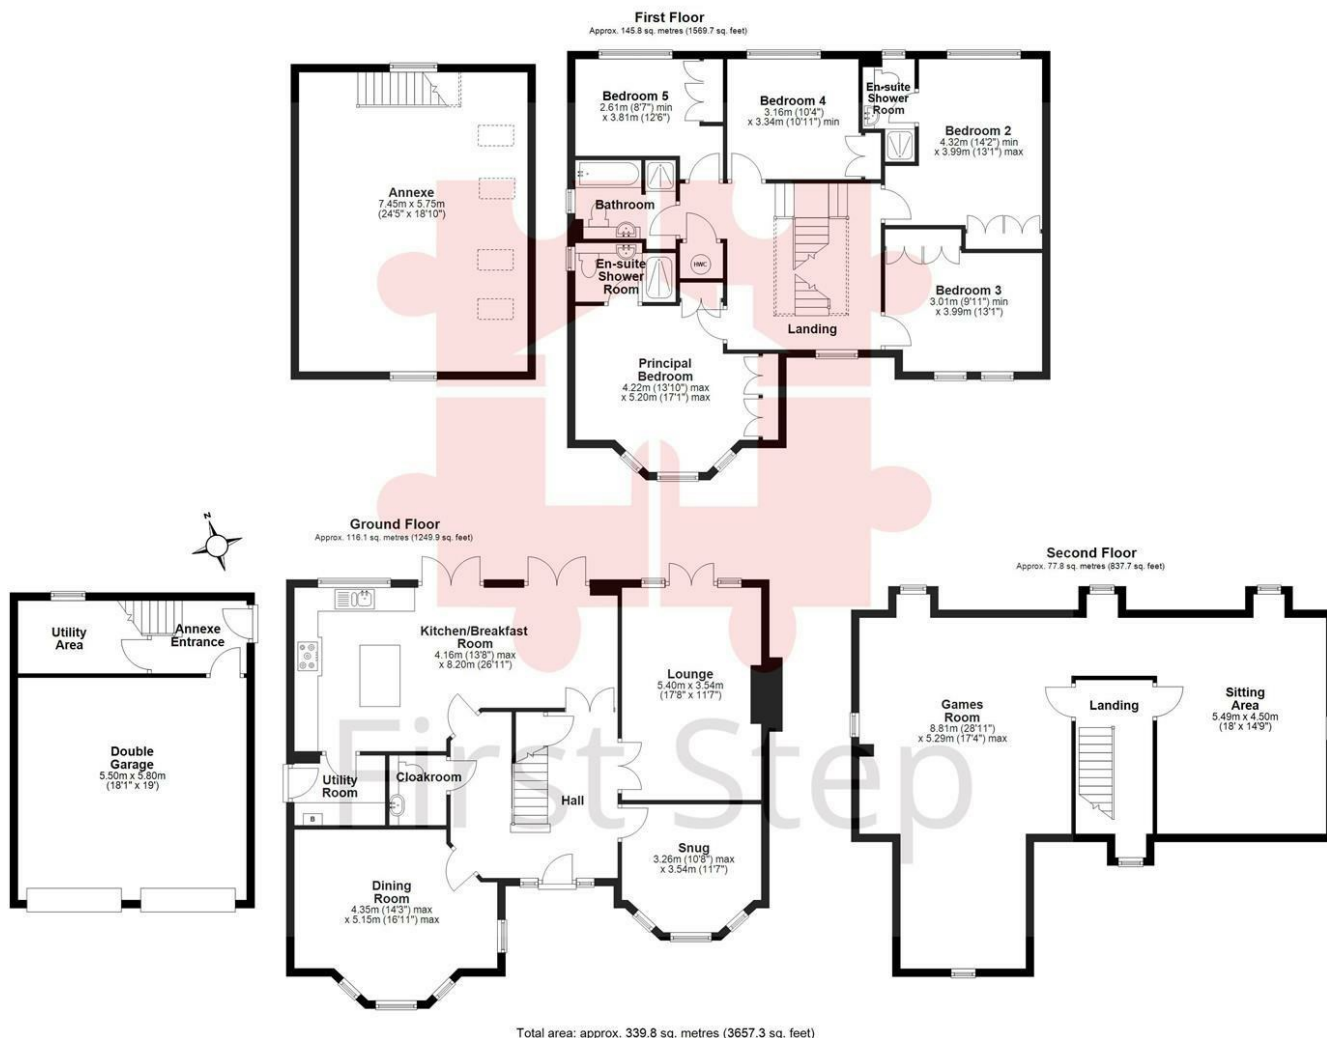 First Floor
Approx. 145.8 sq. metres (1569.7 sq. feet)
Annexe
7.45m x 5.75m
(24'5" x 18'10")
Bedroom 5
2.61m (8'7") min
x 3.81m (12'6")
Bedroom 4
3.16m (10'4")
x 3.34m (10'11") min
En-suite
Shower
Room
Bedroom 2
4.32m (14'2") min
x 3.99m (13'1") max
Bathroom
En-suite
Shower
Room
HWC
Bedroom 3
3.01m (9'11") min
x 3.99m (13'1")
Landing
Principal
Bedroom
4.22m (13'10") max
x 5.20m (17'1") max
Ground Floor
Approx. 116.1 sq. metres (1249.9 sq. feet)
N
Utility
Area
Annexe
Entrance
Double
Garage
5.50m x 5.80m
(18'1" x 19')
Kitchen/Breakfast
Room
4.16m (13'8") max
x 8.20m (26'11")
Lounge
5.40m x 3.54m
(17'8" x 11'7")
Utility
Room
B
Cloakroom
Hall
Snug
3.26m (10'8") max
x 3.54m (11'7")
Dining
Room
4.35m (14'3") max
x 5.15m (16'11") max
Second Floor
Approx. 77.8 sq. metres (837.7 sq. feet)
Games
Room
8.81m (28'11")
x 5.29m (17'4") max
Landing
Sitting
Area
5.49m x 4.50m
(18' x 14'9")
First Step
Total area: approx. 339.8 sq. metres (3657.3 sq. feet)